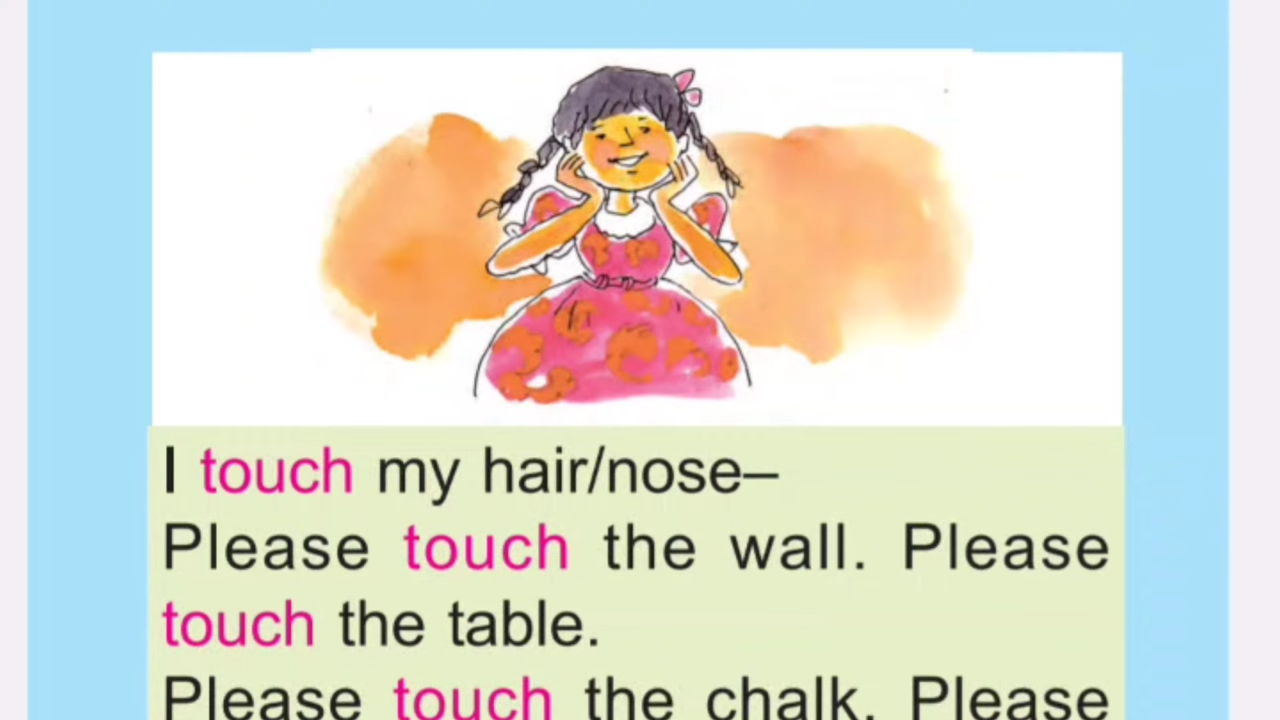 I touch my hair/nose–
Please touch the wall. Please
touch the table.
Please touch the chalk. Please